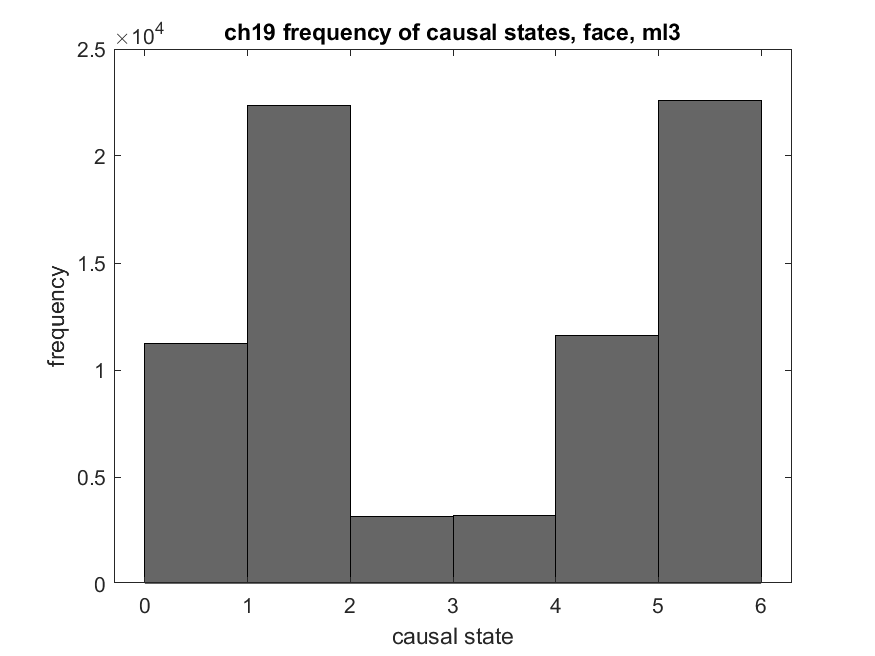 ch19 frequency of causal states, face, ml3
×10^4
2.5
2
1.5
1
0.5
0
frequency
0 1 2 3 4 5 6
causal state